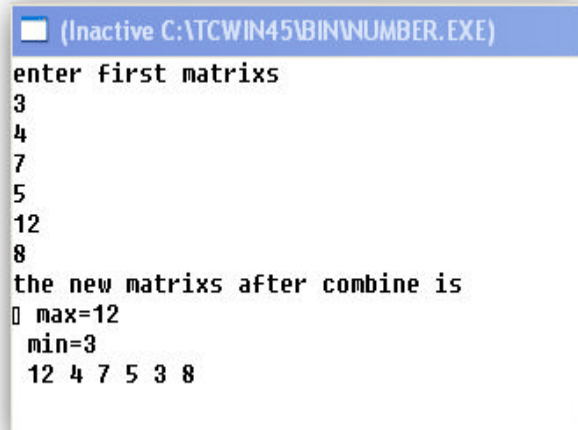 (Inactive C:\TCWIN45\BIN\NUMBER.EXE)
enter first matrixs
3
4
7
5
12
8
the new matrixs after combine is
▯ max=12
min=3
12 4 7 5 3 8